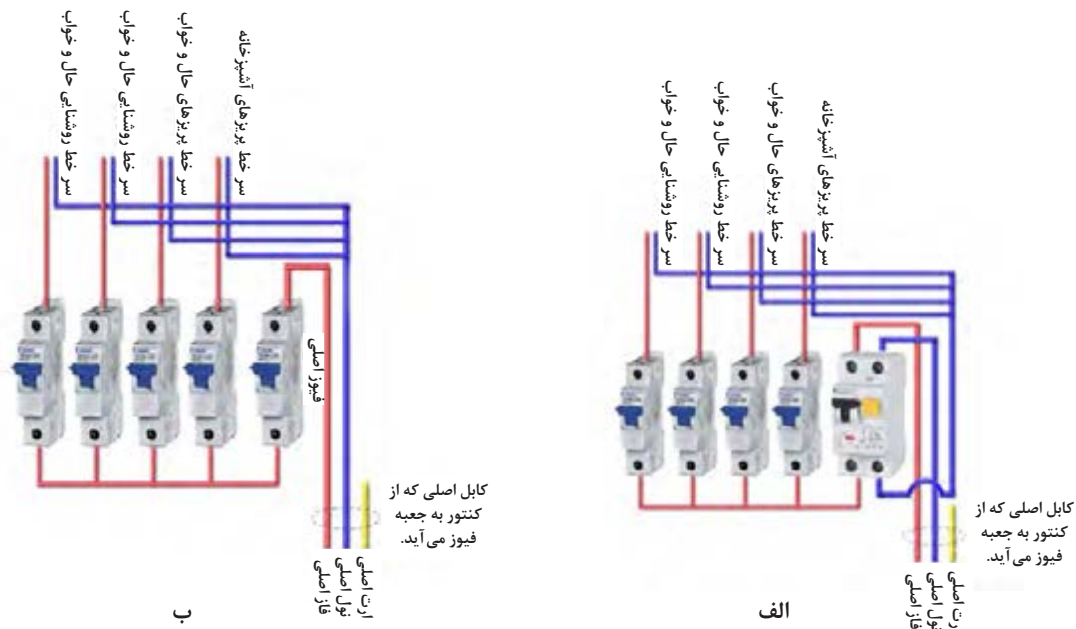 سر خط پریزهای آشپزخانه
سر خط پریزهای حال و خواب
سر خط روشنایی حال و خواب
سر خط روشنایی حال و خواب
کابل اصلی که از
کنتور به جعبه
فیوز می‌آید.
ارت اصلی
نول اصلی
فاز اصلی
الف
سر خط پریزهای آشپزخانه
سر خط پریزهای حال و خواب
سر خط روشنایی حال و خواب
سر خط روشنایی حال و خواب
فیوز اصلی
کابل اصلی که از
کنتور به جعبه
فیوز می‌آید.
ارت اصلی
نول اصلی
فاز اصلی
ب